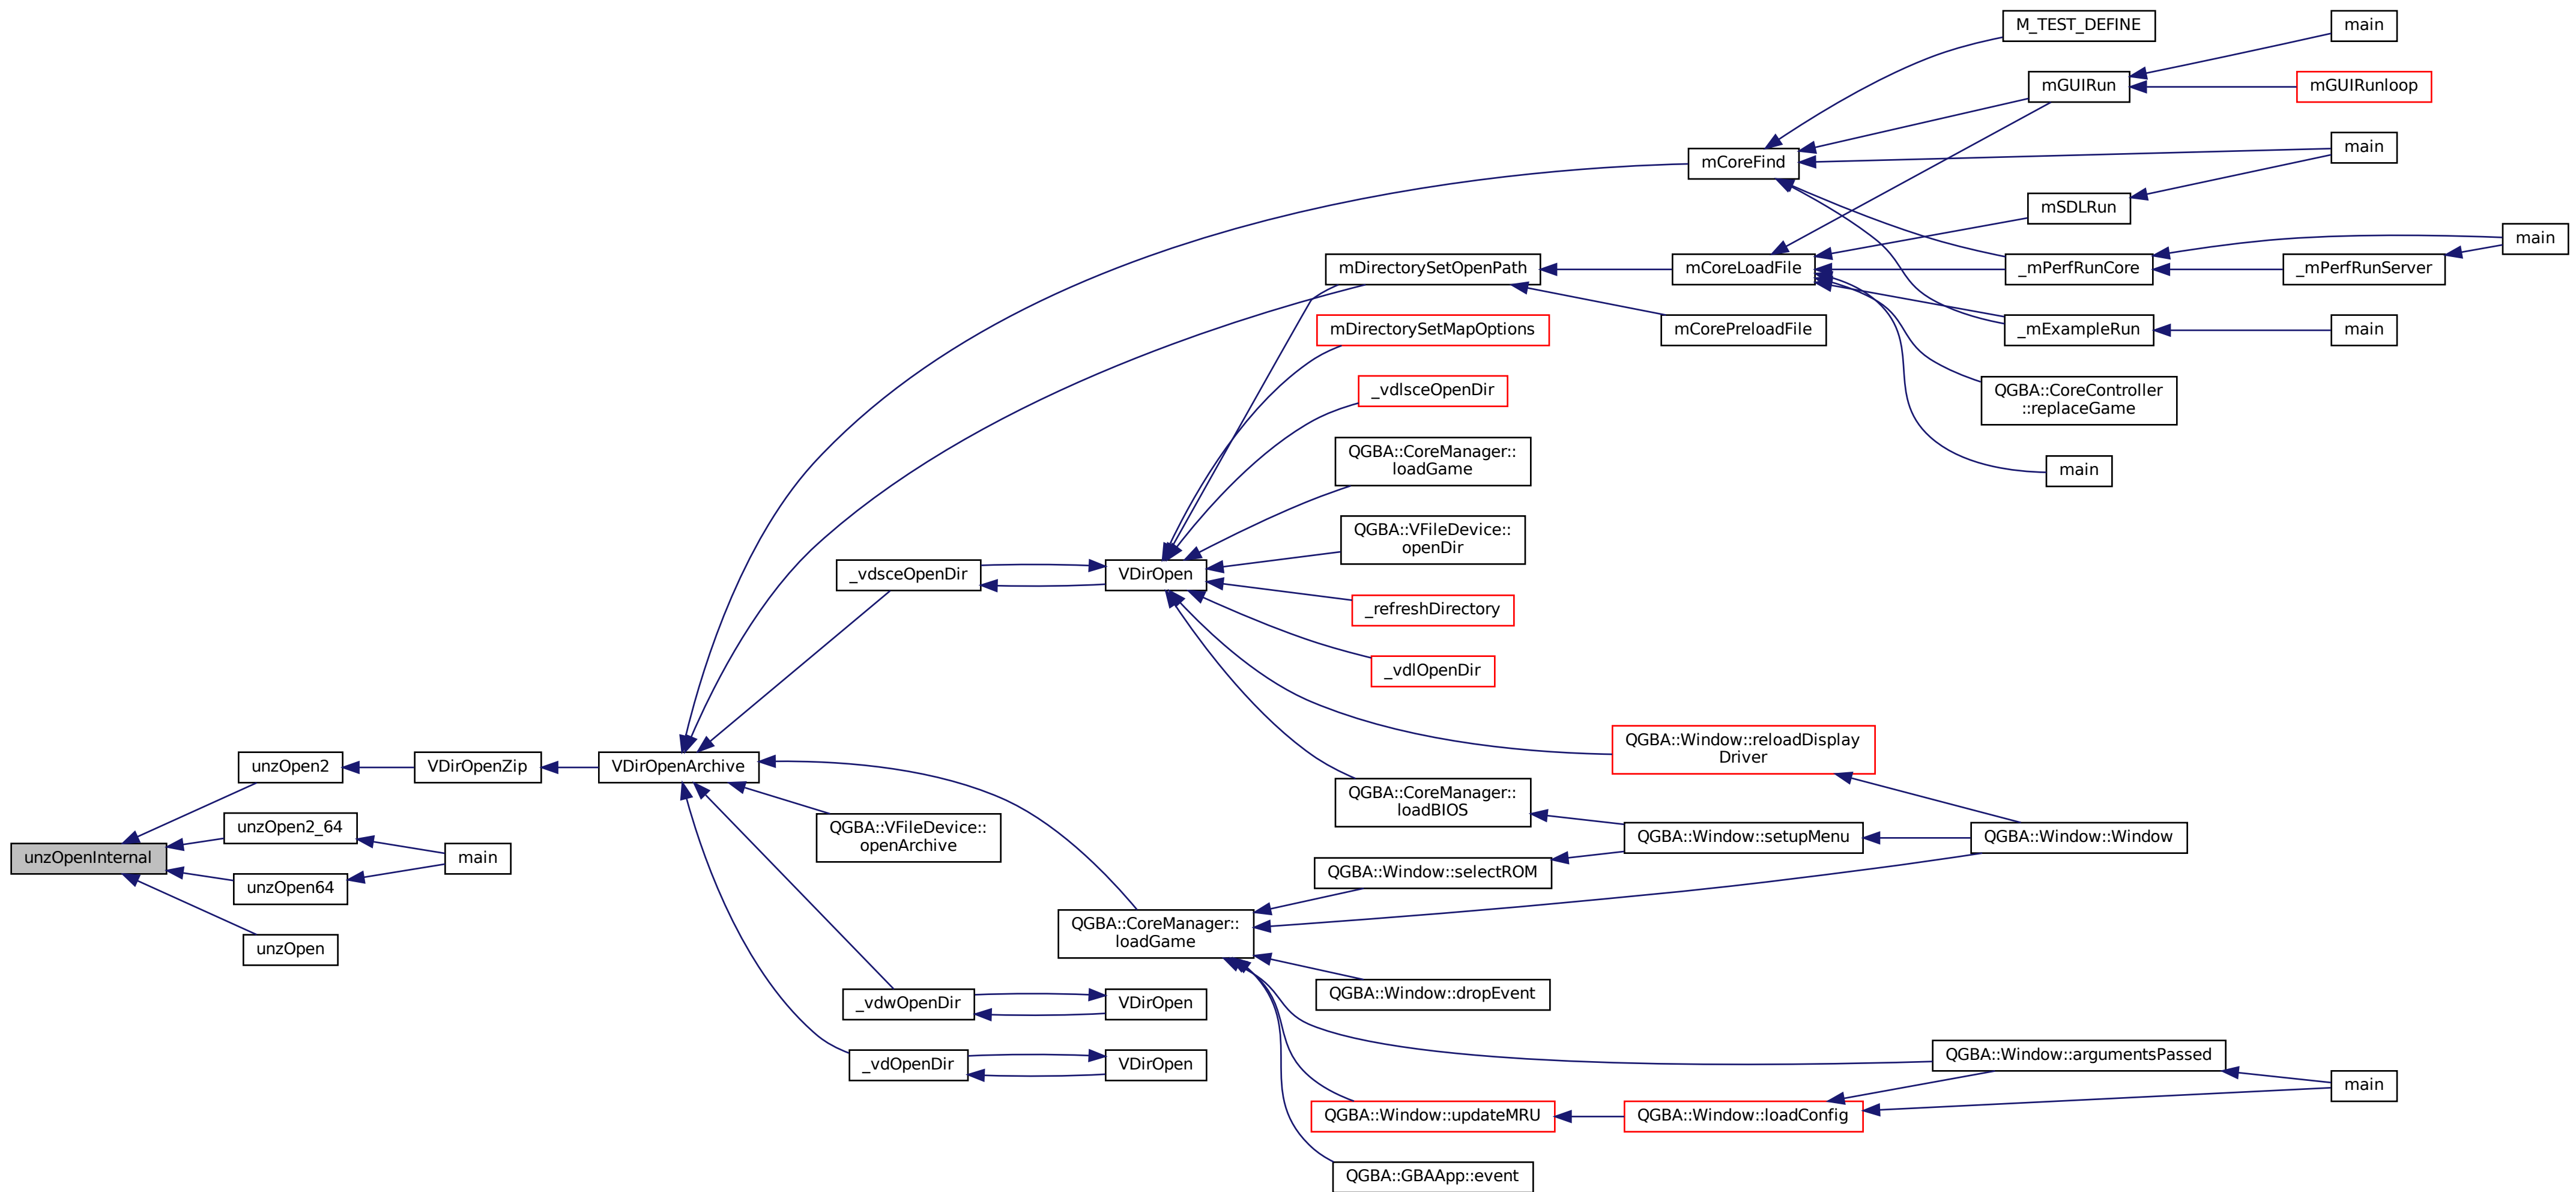 M_TEST_DEFINE
main
mGUIRun
mGUIRunloop
mCoreFind
main
mSDLRun
main
mDirectorySetOpenPath
mCoreLoadFile
_mPerfRunCore
_mPerfRunServer
mDirectorySetMapOptions
mCorePreloadFile
_mExampleRun
main
_vdlsceOpenDir
QGBA::CoreController
::replaceGame
QGBA::CoreManager::
loadGame
main
QGBA::VFileDevice::
openDir
_vdsceOpenDir
VDirOpen
_refreshDirectory
_vdlOpenDir
QGBA::Window::reloadDisplay
Driver
unzOpen2
VDirOpenZip
VDirOpenArchive
QGBA::CoreManager::
loadBIOS
unzOpen2_64
QGBA::VFileDevice::
openArchive
QGBA::Window::setupMenu
QGBA::Window::Window
unzOpenInternal
main
QGBA::Window::selectROM
unzOpen64
QGBA::CoreManager::
loadGame
unzOpen
QGBA::Window::dropEvent
_vdwOpenDir
VDirOpen
_vdOpenDir
VDirOpen
QGBA::Window::argumentsPassed
main
QGBA::Window::updateMRU
QGBA::Window::loadConfig
QGBA::GBAApp::event